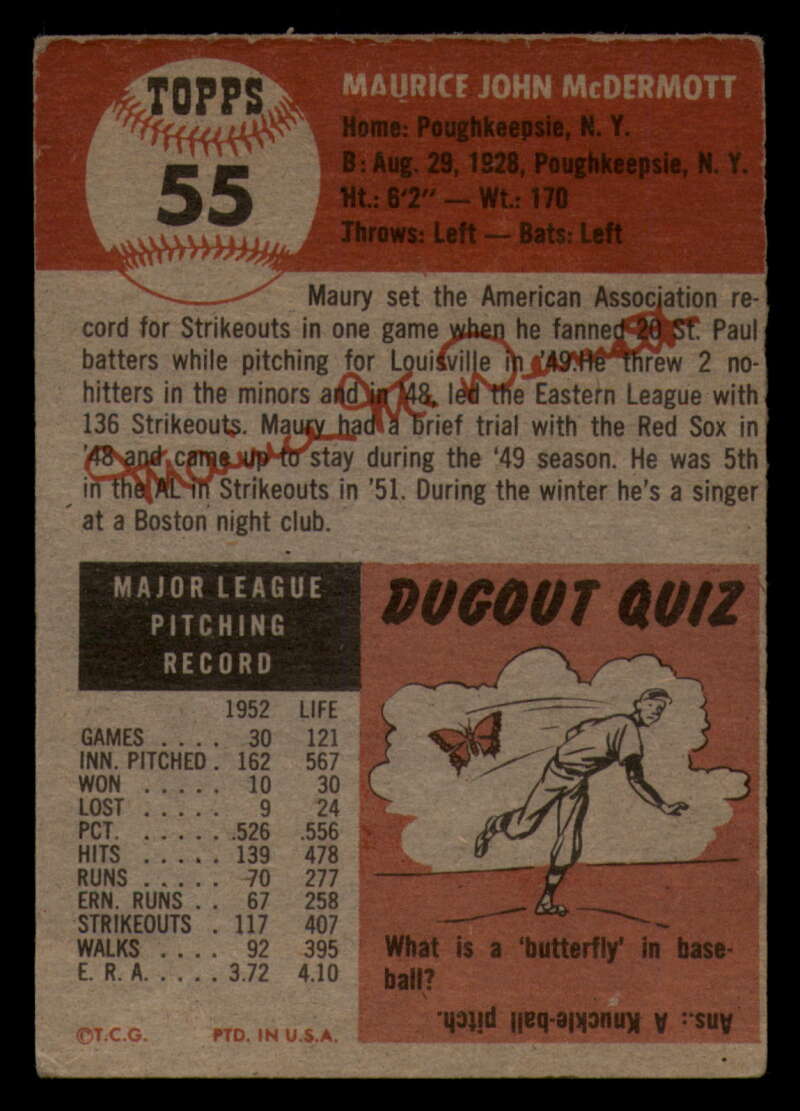 TOPPS
55
MAURICE JOHN McDERMOTT
Home: Poughkeepsie, N. Y.
B: Aug. 29, 1928, Poughkeepsie, N. Y.
Ht.: 6'2" — Wt.: 170
Throws: Left — Bats: Left
Maury set the American Association re-
cord for Strikeouts in one game when he fanned 20 St. Paul
batters while pitching for Louisville in '49. He threw 2 no-
hitters in the minors and in '48, led the Eastern League with
136 Strikeouts. Maury had a brief trial with the Red Sox in
'48 and came up to stay during the '49 season. He was 5th
in the AL in Strikeouts in '51. During the winter he's a singer
at a Boston night club.
MAJOR LEAGUE
PITCHING
RECORD
1952 LIFE
GAMES . . . . 30 121
INN. PITCHED . 162 567
WON . . . . . 10 30
LOST . . . . . 9 24
PCT. . . . . . .526 .556
HITS . . . . . 139 478
RUNS . . . . . 70 277
ERN. RUNS . . 67 258
STRIKEOUTS . 117 407
WALKS . . . . 92 395
E. R. A. . . . . 3.72 4.10
©T.C.G. PTD. IN U.S.A.
DUGOUT QUIZ
What is a 'butterfly' in base-
ball?
Ans.: A Knuckle-ball pitch.